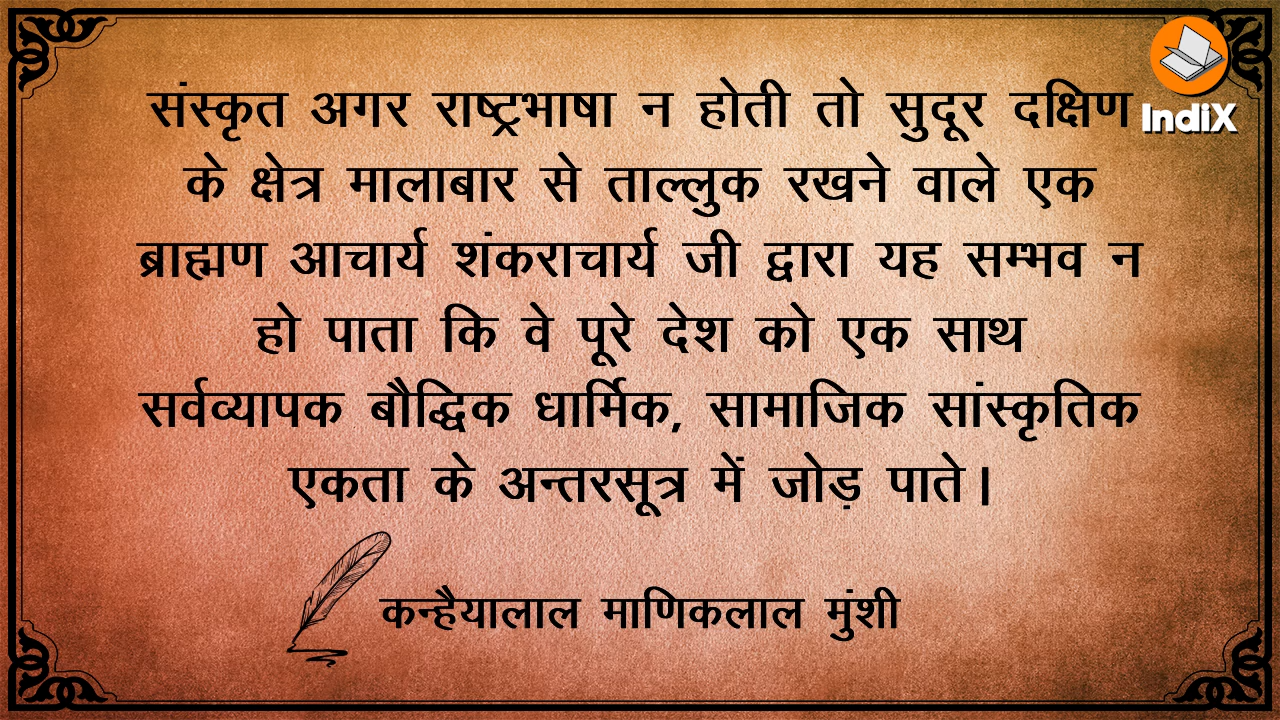 IndiX
संस्कृत अगर राष्ट्रभाषा न होती तो सुदूर दक्षिण
के क्षेत्र मालाबार से ताल्लुक रखने वाले एक
ब्राह्मण आचार्य शंकराचार्य जी द्वारा यह सम्भव न
हो पाता कि वे पूरे देश को एक साथ
सर्वव्यापक बौद्धिक धार्मिक, सामाजिक सांस्कृतिक
एकता के अन्तरसूत्र में जोड़ पाते।
कन्हैयालाल माणिकलाल मुंशी